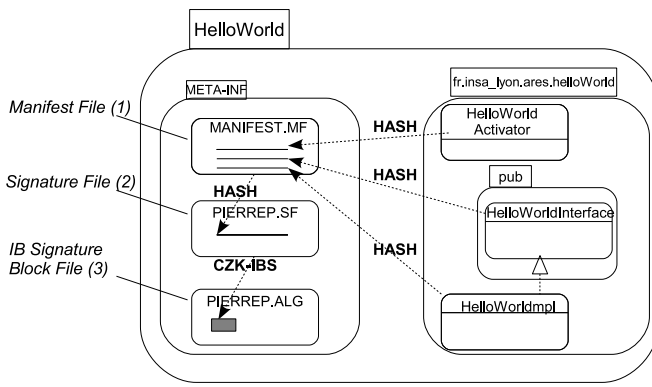 HelloWorld
META-INF
fr.insa_lyon.ares.helloWorld
Manifest File (1)
MANIFEST.MF
HASH
HelloWorld
Activator
Signature File (2)
HASH
PIERREP.SF
HASH
pub
HelloWorldInterface
IB Signature
Block File (3)
CZK-IBS
PIERREP.ALG
HASH
HelloWorldmpl